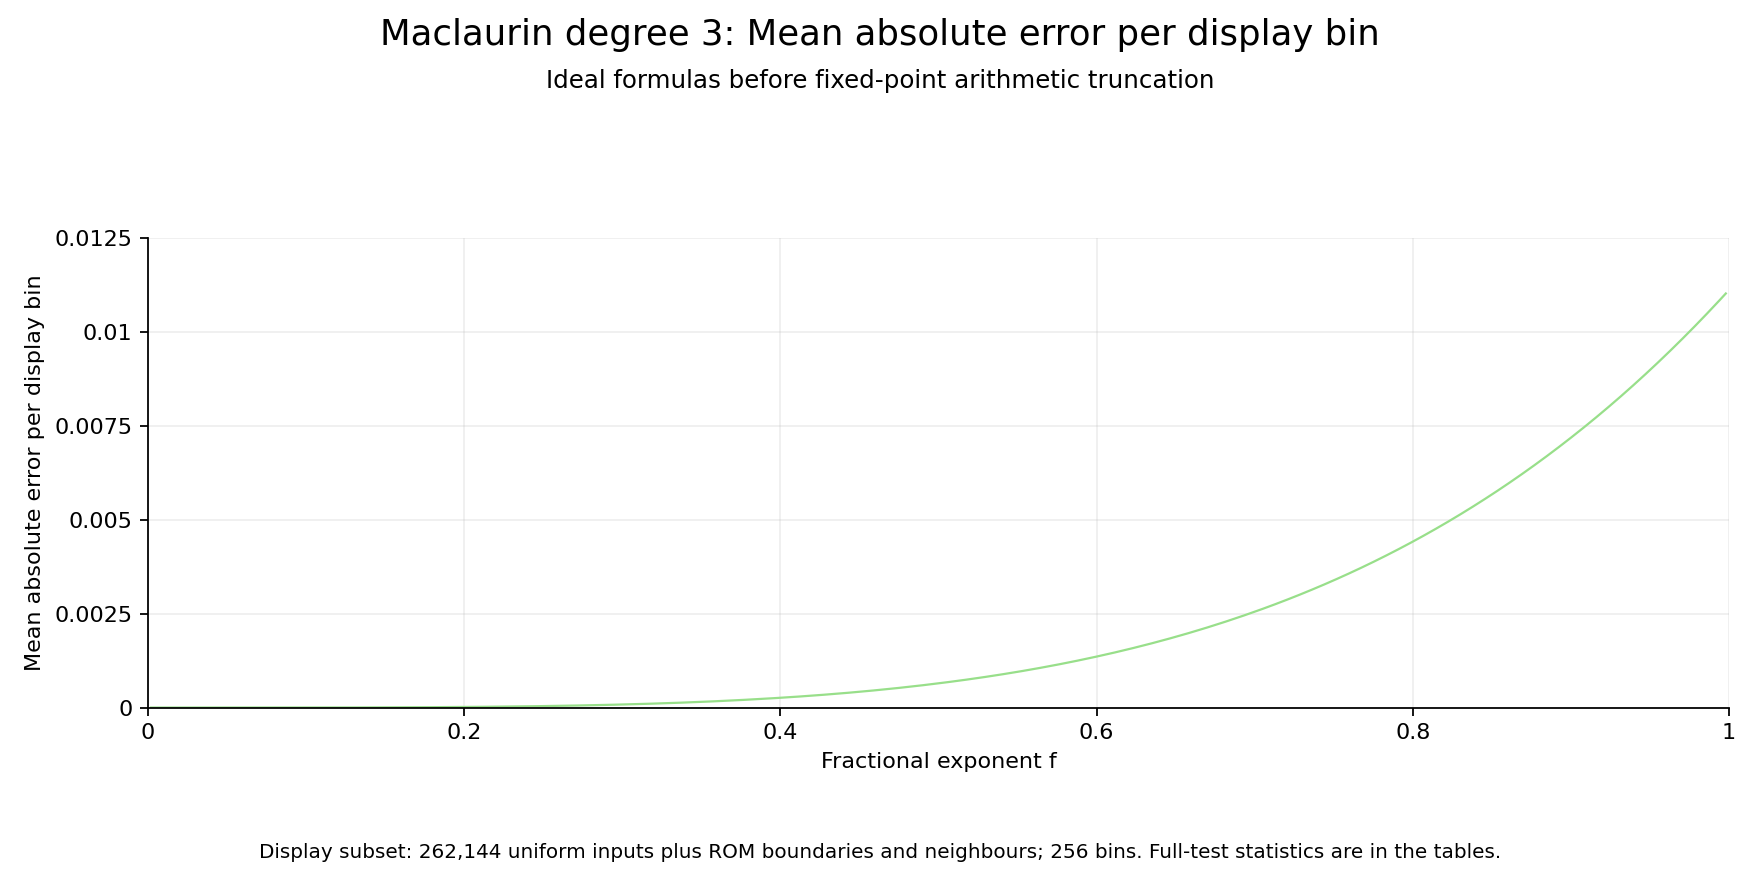 Maclaurin degree 3: Mean absolute error per display bin
Ideal formulas before fixed-point arithmetic truncation
Mean absolute error per display bin
0.0125
0.01
0.0075
0.005
0.0025
0
0 0.2 0.4 0.6 0.8 1
Fractional exponent f
Display subset: 262,144 uniform inputs plus ROM boundaries and neighbours; 256 bins. Full-test statistics are in the tables.